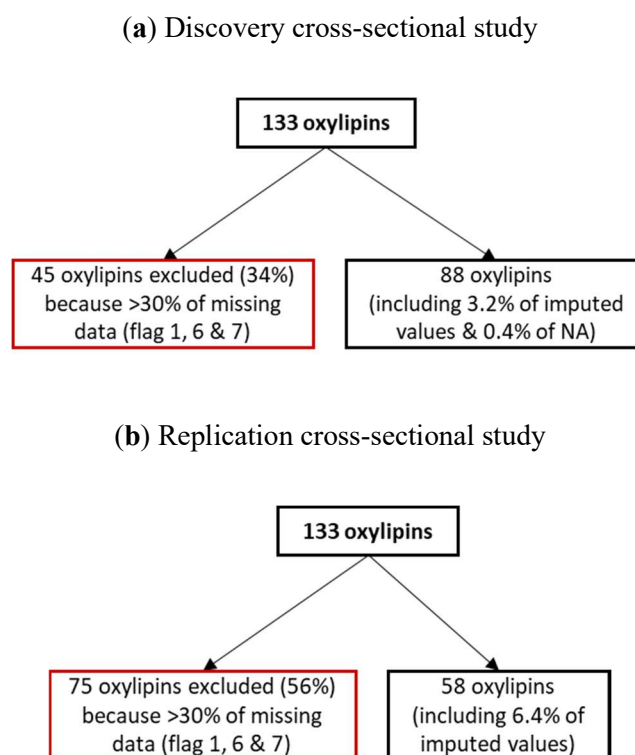 (a) Discovery cross-sectional study
133 oxylipins
45 oxylipins excluded (34%)
because >30% of missing
data (flag 1, 6 & 7)
88 oxylipins
(including 3.2% of imputed
values & 0.4% of NA)
(b) Replication cross-sectional study
133 oxylipins
75 oxylipins excluded (56%)
because >30% of missing
data (flag 1, 6 & 7)
58 oxylipins
(including 6.4% of
imputed values)